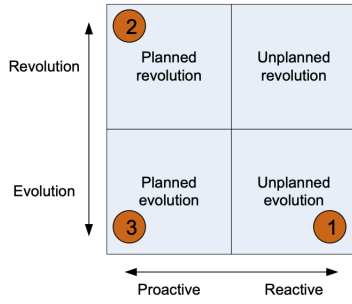 2
Revolution
Planned
revolution
Unplanned
revolution
Evolution
Planned
evolution
Unplanned
evolution
3
1
Proactive
Reactive